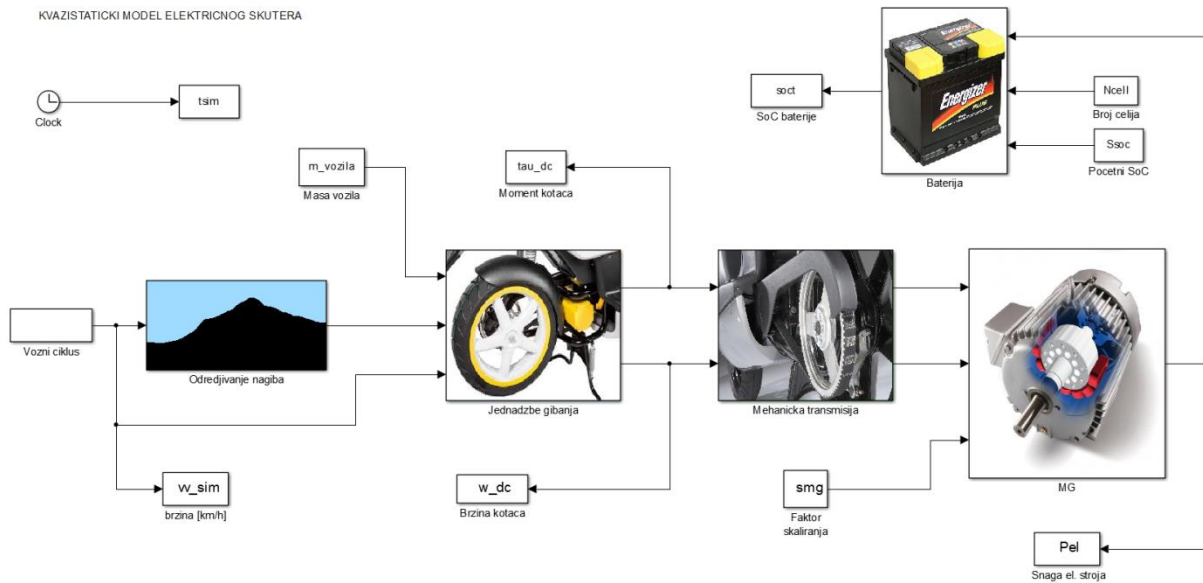 KVAZISTATICKI MODEL ELEKTRICNOG SKUTERA
Clock
tsim
soct
SoC baterije
Energizer
PLUS
Baterija
Ncell
Broj celija
Ssoc
Pocetni SoC
m_vozila
Masa vozila
tau_dc
Moment kotaca
Vozni ciklus
Odredjivanje nagiba
Jednadzbe gibanja
Mehanicka transmisija
MG
vv_sim
brzina [km/h]
w_dc
Brzina kotaca
smg
Faktor
skaliranja
Pel
Snaga el. stroja